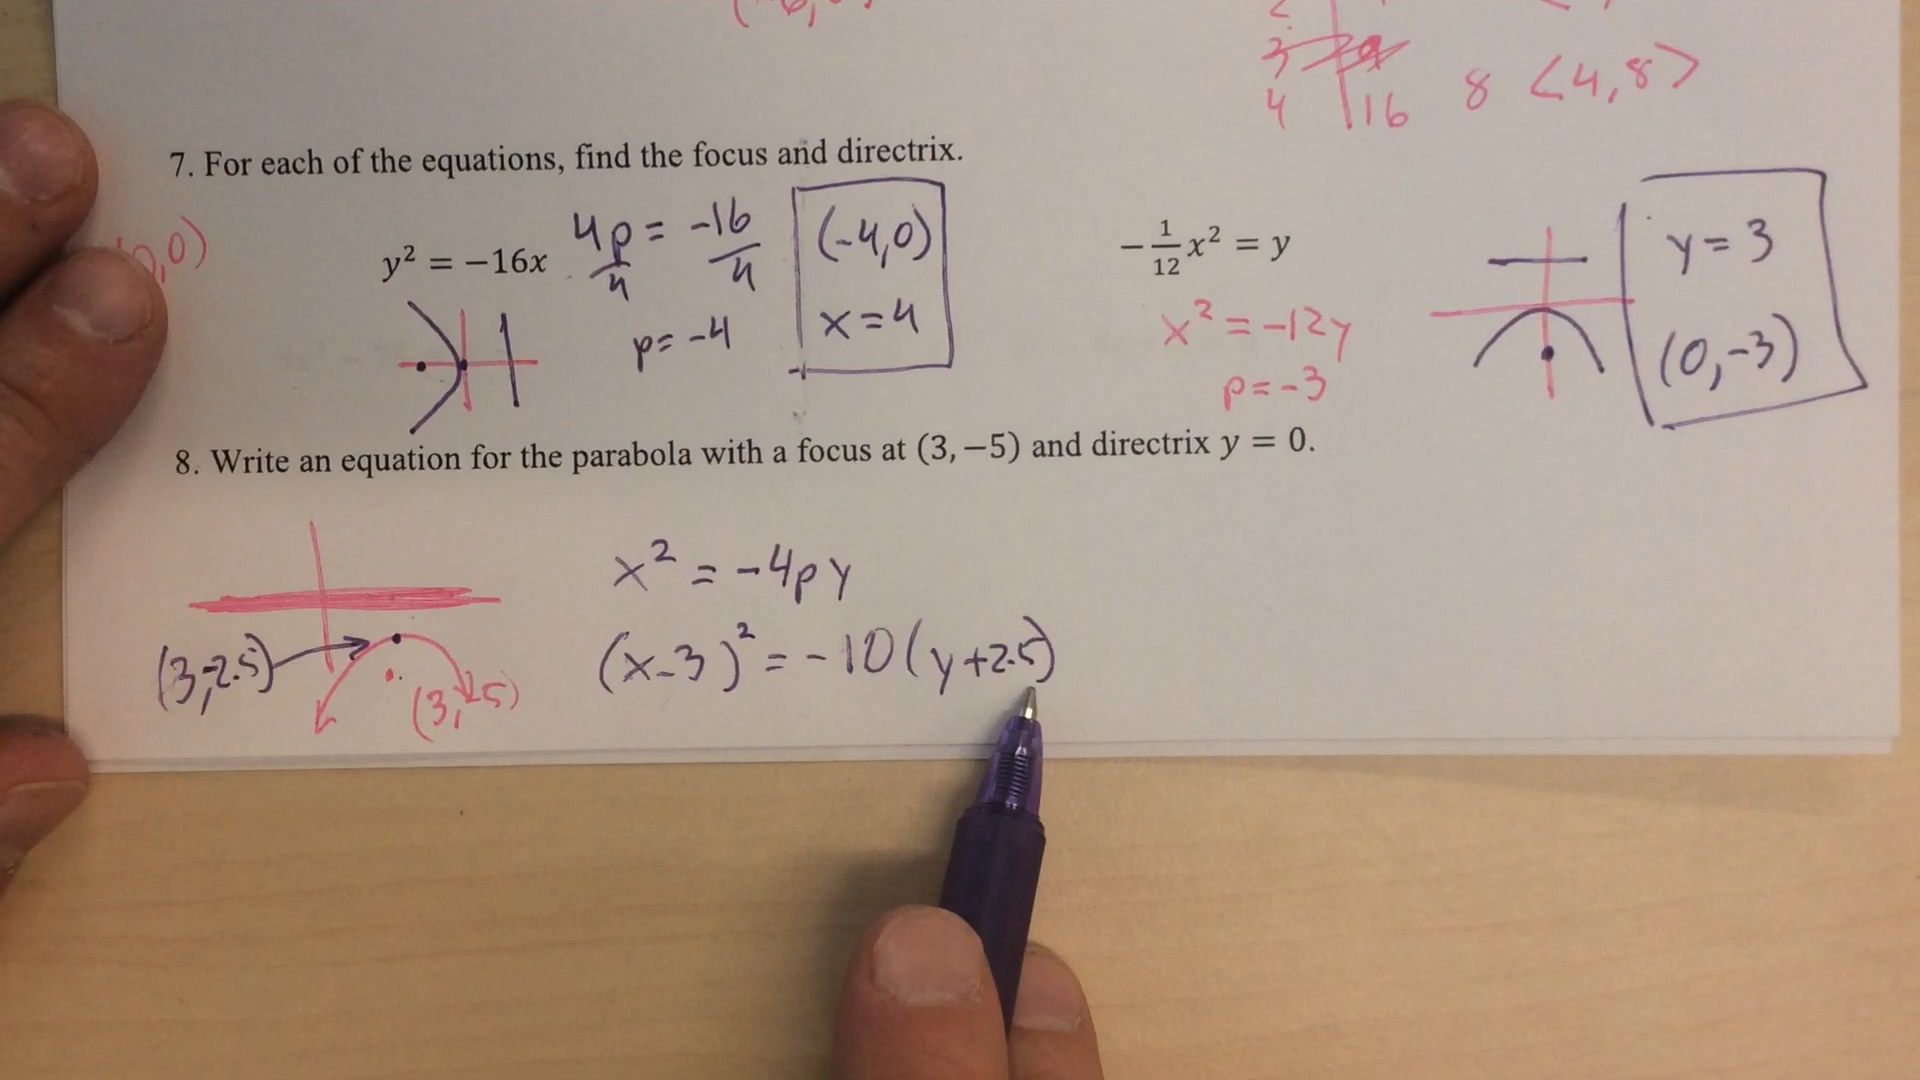 2
3
4 16 8 <4,8>
7. For each of the equations, find the focus and directrix.
0,0)
y² = −16x
4p = -16
4 4
p = -4
(-4,0)
x = 4
−1/12 x² = y
x² = -12y
p = -3
y = 3
(0,-3)
8. Write an equation for the parabola with a focus at (3, −5) and directrix y = 0.
x² = -4py
(3,-2.5)
(3,-5)
(x-3)² = -10(y+2.5)